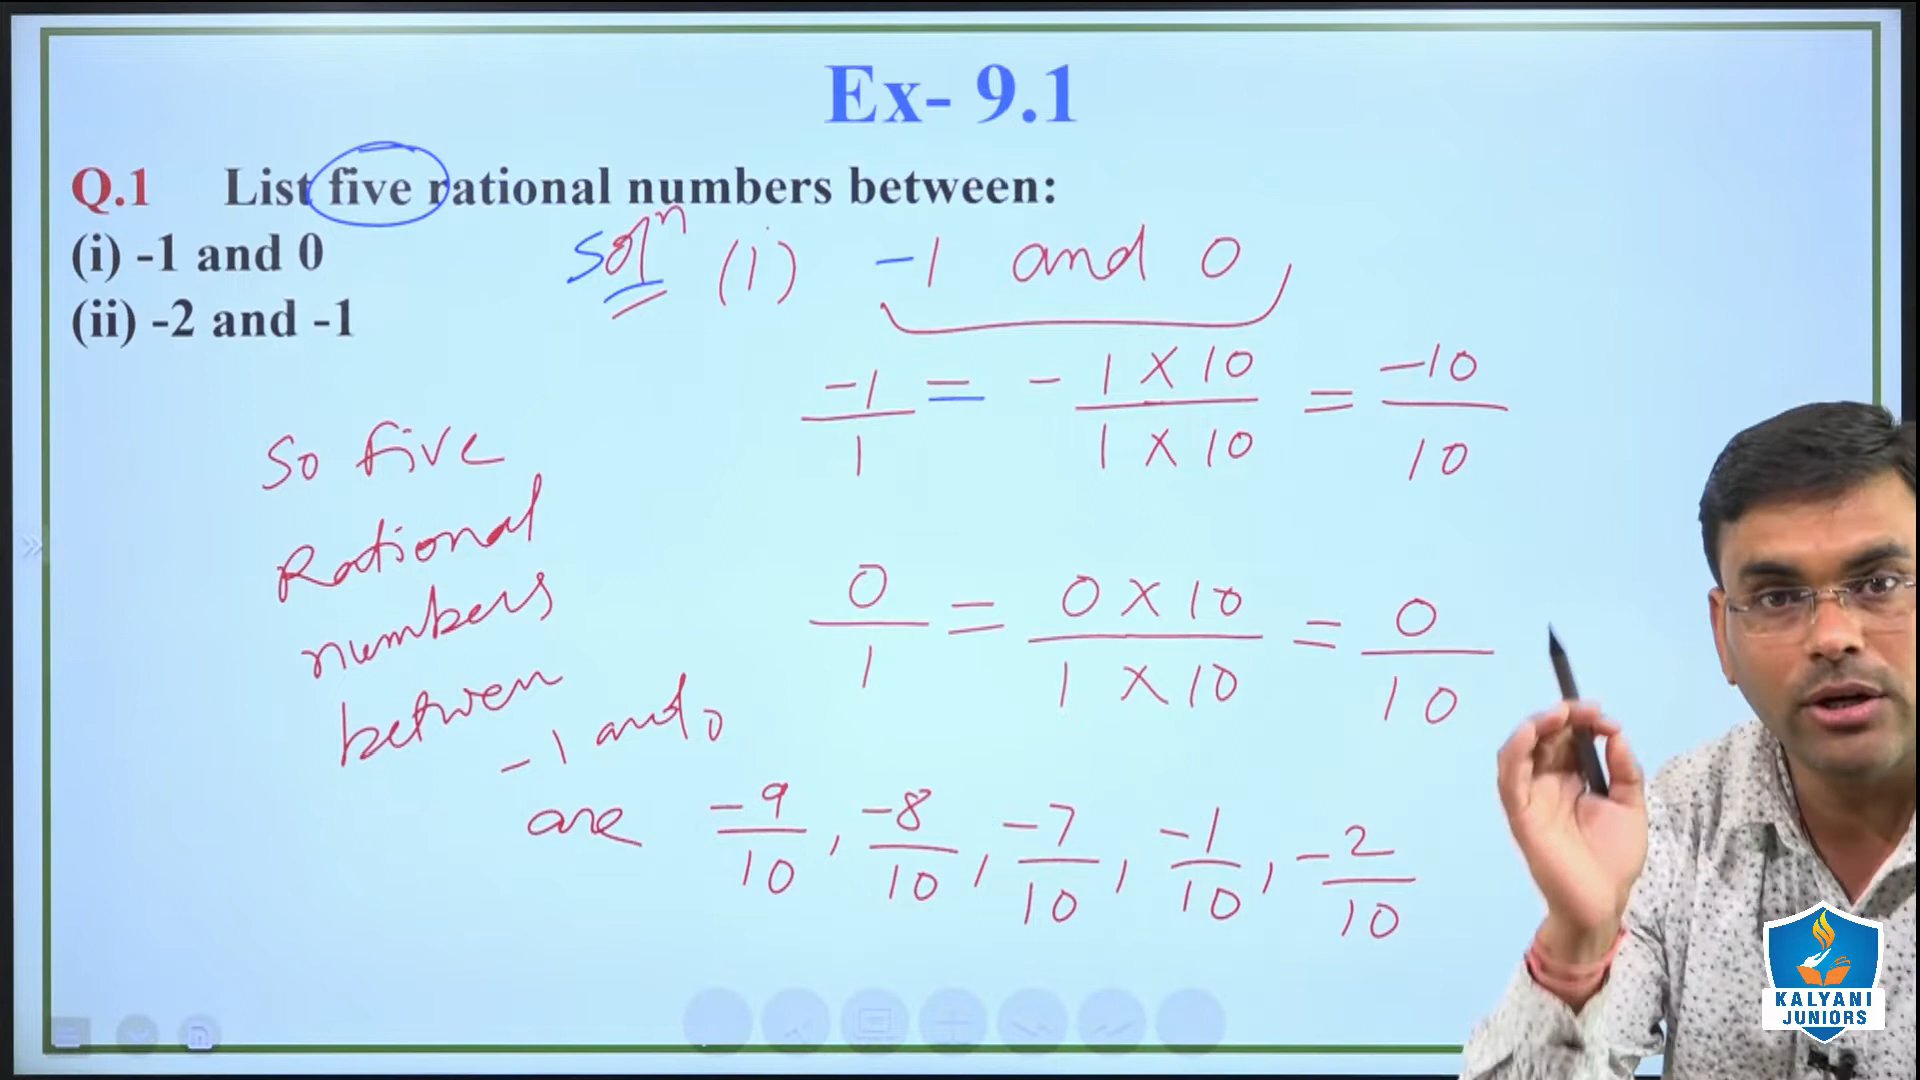 Ex- 9.1
Q.1 List five rational numbers between:
(i) -1 and 0
(ii) -2 and -1
Solⁿ (i) -1 and 0
-1/1 = - 1 X 10 / 1 X 10 = -10/10
0/1 = 0 X 10 / 1 X 10 = 0/10
So five
Rational
numbers
between
-1 and 0
are -9/10, -8/10, -7/10, -1/10, -2/10
KALYANI
JUNIORS